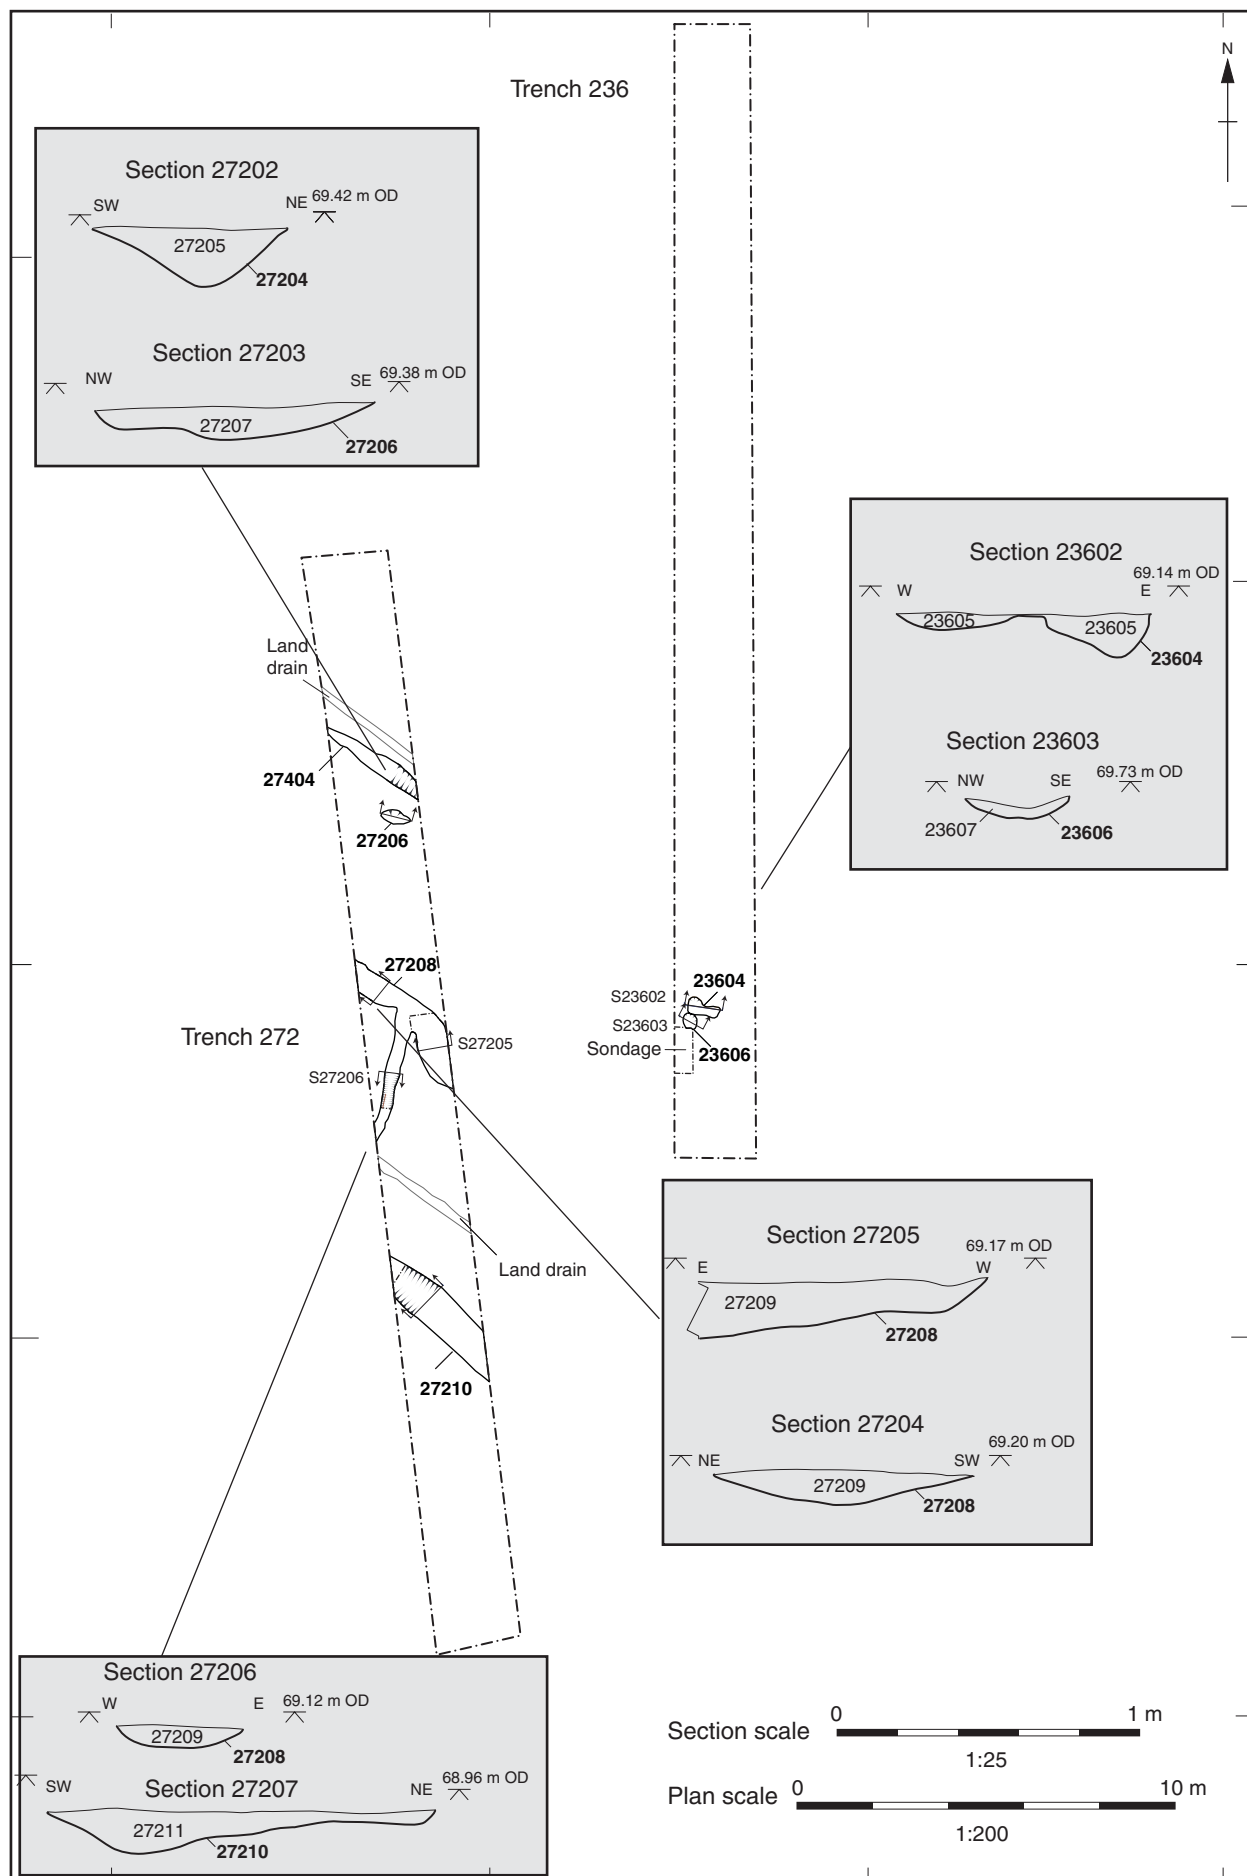 Trench 236
N
Section 27202
SW
NE 69.42 m OD
27205
27204
Section 27203
NW
SE 69.38 m OD
27207
27206
Section 23602
69.14 m OD
W
E
23605
23605
23604
Section 23603
NW
SE
69.73 m OD
23607
23606
Land
drain
27404
27206
27208
Trench 272
S27205
S27206
23604
S23602
S23603
Sondage
23606
Land drain
27210
Section 27205
69.17 m OD
E
W
27209
27208
Section 27204
69.20 m OD
NE
SW
27209
27208
Section 27206
W
E
69.12 m OD
27209
27208
Section 27207
SW
NE
68.96 m OD
27211
27210
Section scale
0
1 m
1:25
Plan scale
0
10 m
1:200